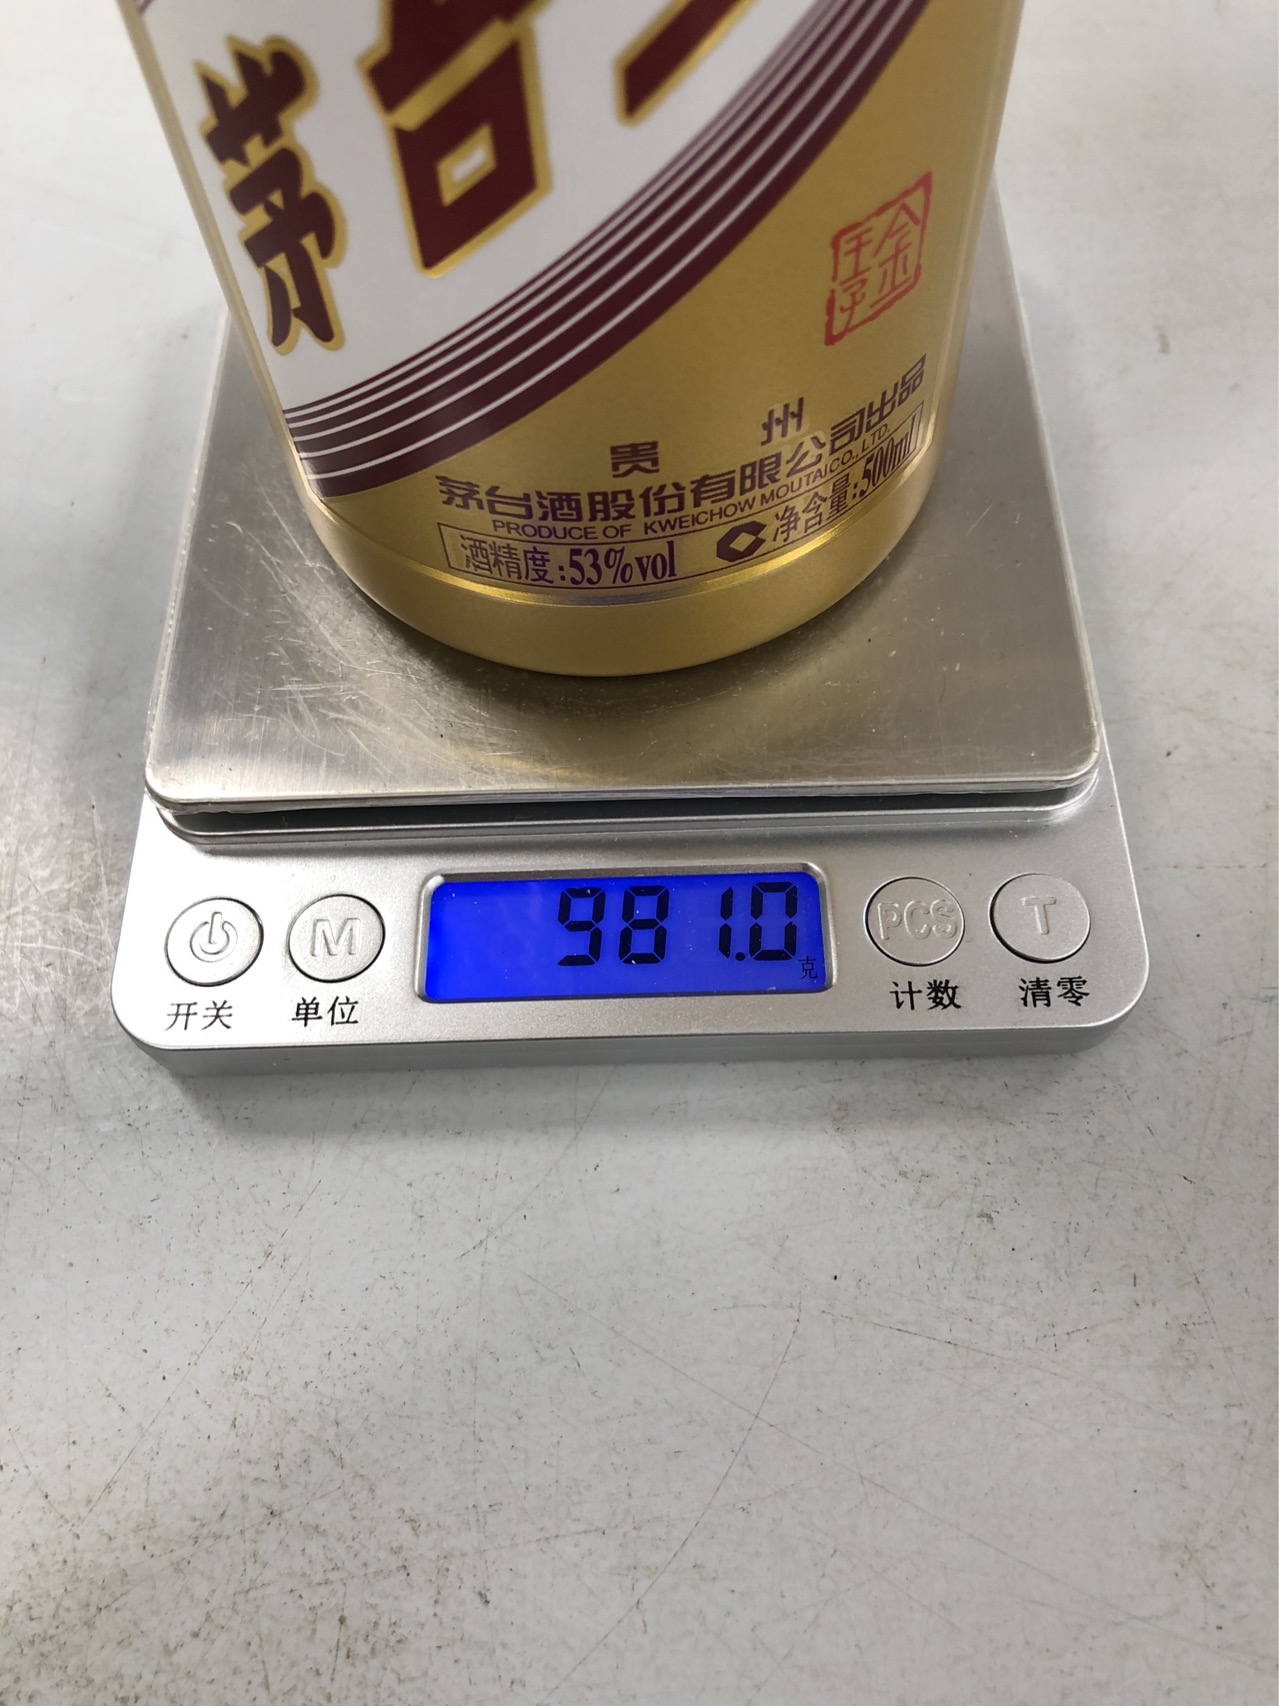 茅台
贵 州
茅台酒股份有限公司出品
PRODUCE OF KWEICHOW MOUTAI CO., LTD.
酒精度:53%vol 净含量:500ml
981.0
克
M PCS T
开关 单位 计数 清零